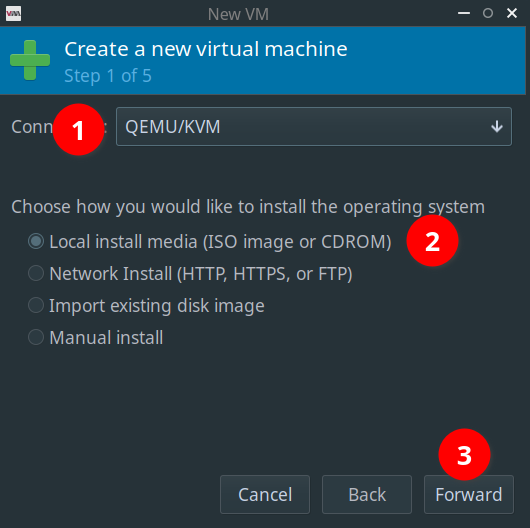 New VM
Create a new virtual machine
Step 1 of 5
1 : QEMU/KVM
Choose how you would like to install the operating system
Local install media (ISO image or CDROM) 2
Network Install (HTTP, HTTPS, or FTP)
Import existing disk image
Manual install
3
Cancel Back Forward